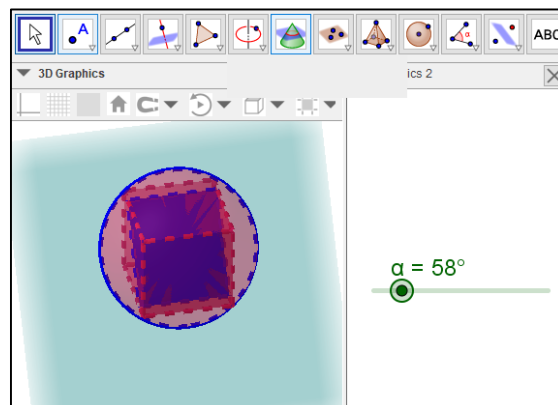 A
α
ABC
3D Graphics
ics 2
α = 58°